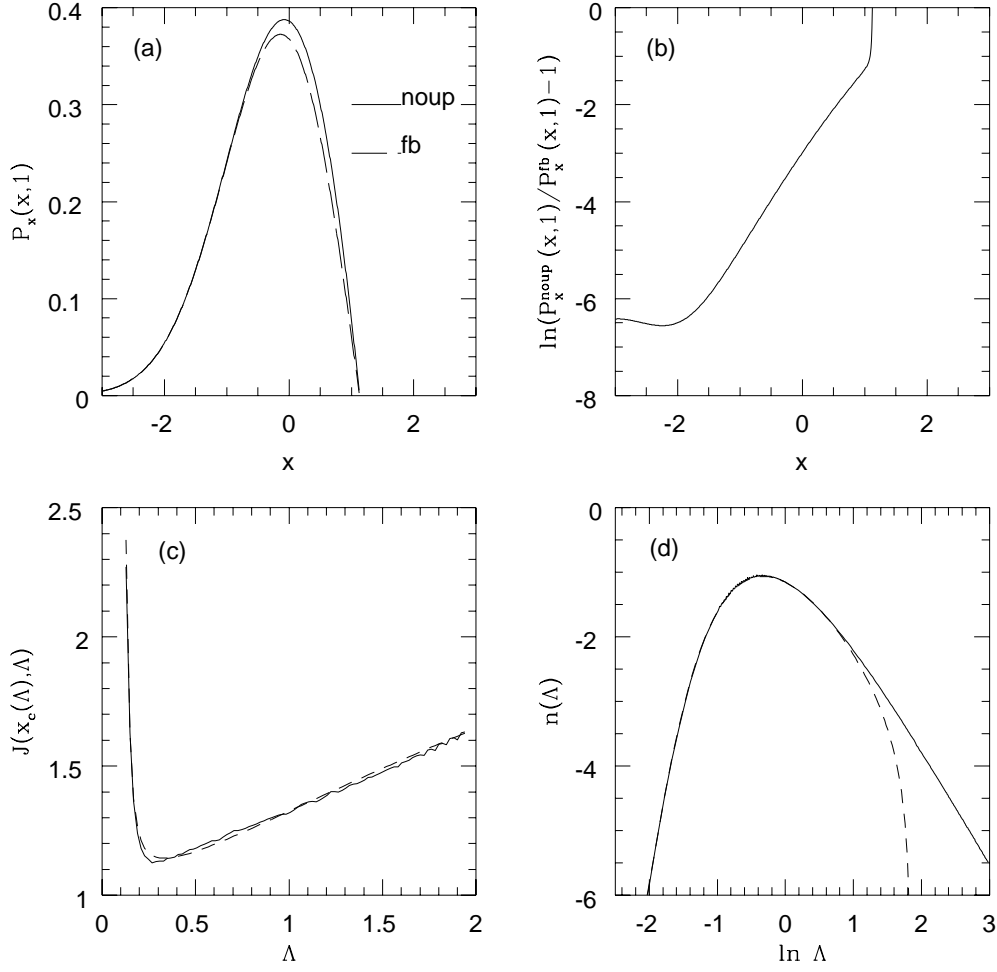 (a)
noup
fb
P_x(x,1)
0.4
0.3
0.2
0.1
0
-2
0
2
x
(b)
ln(P_x^noup(x,1)/P_x^fb(x,1)-1)
0
-2
-4
-6
-8
-2
0
2
x
(c)
J(x_c(Λ),Λ)
2.5
2
1.5
1
0
0.5
1
1.5
2
Λ
(d)
n(Λ)
0
-2
-4
-6
-2
-1
0
1
2
3
ln Λ